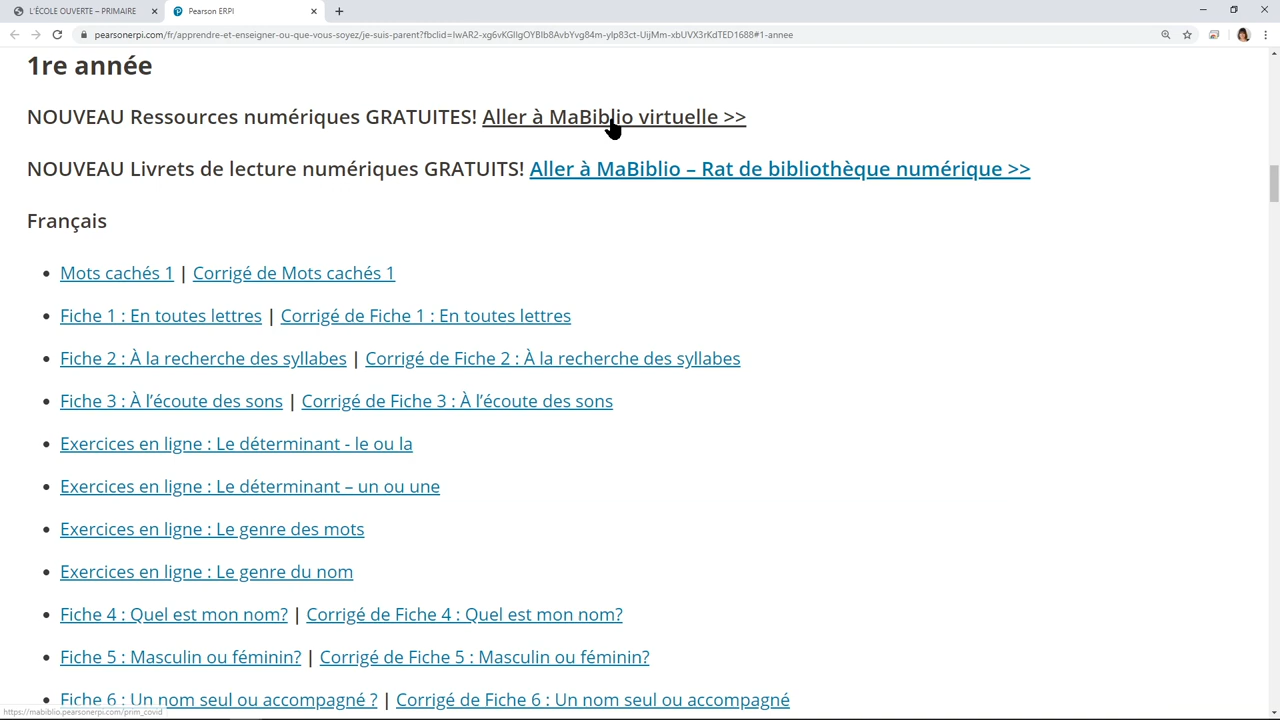 L'ÉCOLE OUVERTE – PRIMAIRE
Pearson ERPI
pearsonerpi.com/fr/apprendre-et-enseigner-ou-que-vous-soyez/je-suis-parent?fbclid=IwAR2-xg6vKGlIgOYBIb8AvbYvg84m-ylp83ct-UijMm-xbUVX3rKdTED1688#1-annee
1re année
NOUVEAU Ressources numériques GRATUITES! Aller à MaBiblio virtuelle >>
NOUVEAU Livrets de lecture numériques GRATUITS! Aller à MaBiblio – Rat de bibliothèque numérique >>
Français
• Mots cachés 1 | Corrigé de Mots cachés 1
• Fiche 1 : En toutes lettres | Corrigé de Fiche 1 : En toutes lettres
• Fiche 2 : À la recherche des syllabes | Corrigé de Fiche 2 : À la recherche des syllabes
• Fiche 3 : À l’écoute des sons | Corrigé de Fiche 3 : À l’écoute des sons
• Exercices en ligne : Le déterminant - le ou la
• Exercices en ligne : Le déterminant – un ou une
• Exercices en ligne : Le genre des mots
• Exercices en ligne : Le genre du nom
• Fiche 4 : Quel est mon nom? | Corrigé de Fiche 4 : Quel est mon nom?
• Fiche 5 : Masculin ou féminin? | Corrigé de Fiche 5 : Masculin ou féminin?
• Fiche 6 : Un nom seul ou accompagné ? | Corrigé de Fiche 6 : Un nom seul ou accompagné
https://mabiblio.pearsonerpi.com/prim_covid